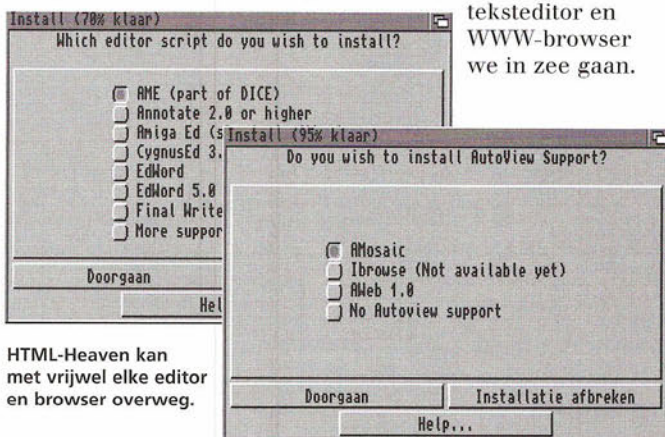 teksteditor en
WWW-browser
we in zee gaan.
Install (70% klaar)
Which editor script do you wish to install?
AME (part of DICE)
Annotate 2.0 or higher
Amiga Ed (s
CygnusEd 3.
EdWord
EdWord 5.0
Final Write
More suppor
Doorgaan
Hel
Install (95% klaar)
Do you wish to install AutoView Support?
AMosaic
Ibrowse (Not available yet)
AWeb 1.0
No Autoview support
Doorgaan
Installatie afbreken
Help...
HTML-Heaven kan
met vrijwel elke editor
en browser overweg.